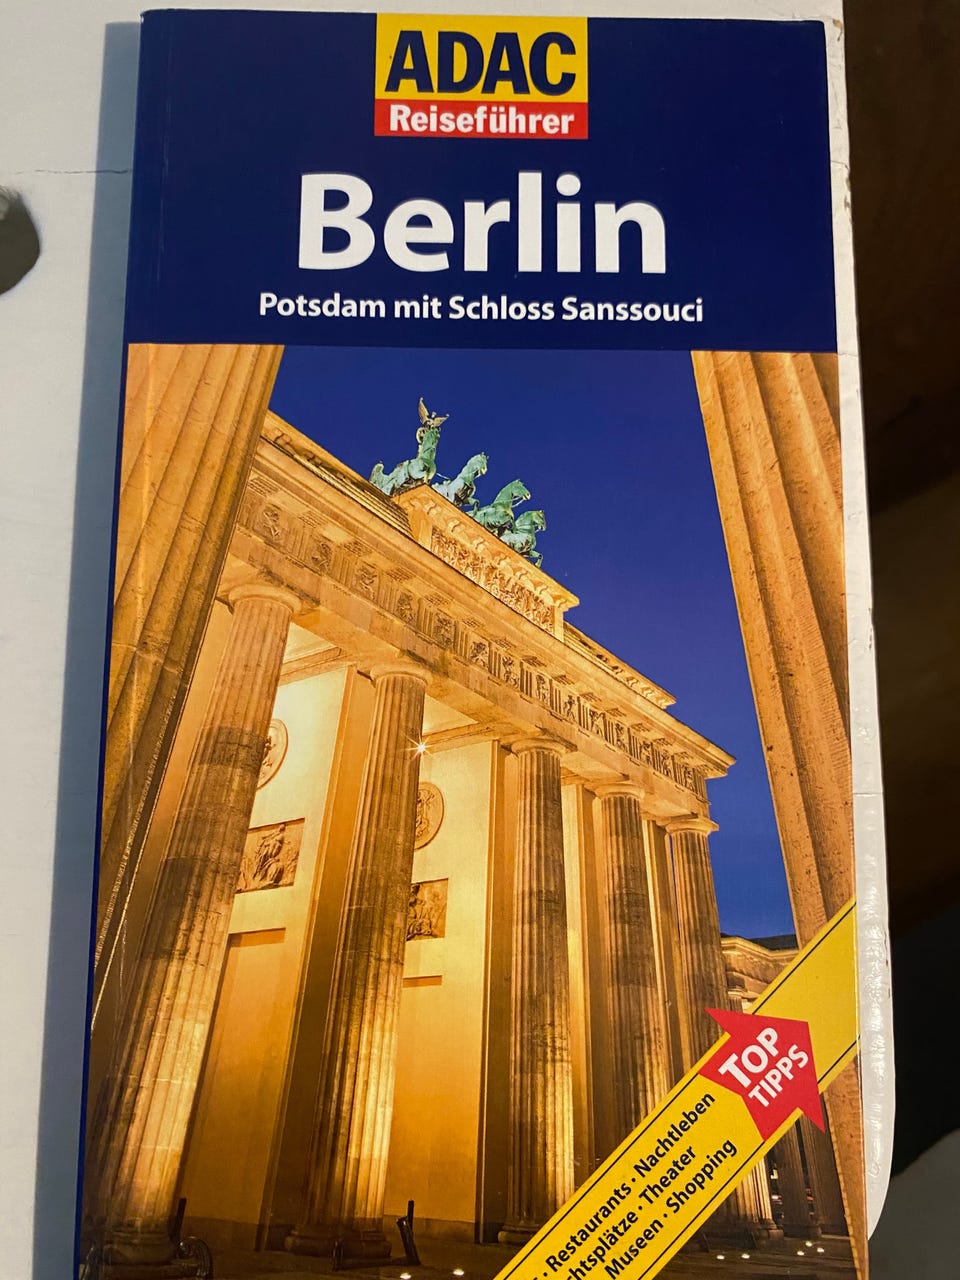 ADAC
Reiseführer
Berlin
Potsdam mit Schloss Sanssouci
TOP
TIPPS
· Restaurants · Nachtleben
· Theater
Museen · Shopping